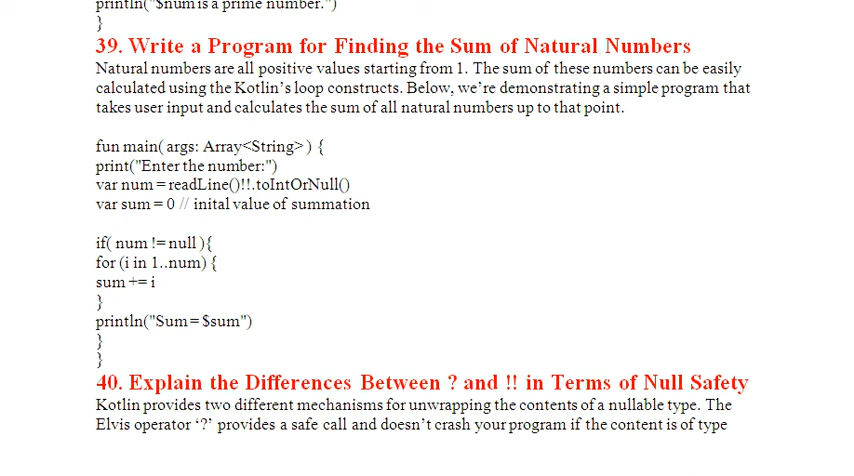 println("$num is a prime number.")
}
39. Write a Program for Finding the Sum of Natural Numbers
Natural numbers are all positive values starting from 1. The sum of these numbers can be easily
calculated using the Kotlin’s loop constructs. Below, we’re demonstrating a simple program that
takes user input and calculates the sum of all natural numbers up to that point.
fun main( args: Array<String> ) {
print("Enter the number:")
var num = readLine()!!.toIntOrNull()
var sum = 0 // inital value of summation
if( num != null ){
for (i in 1..num) {
sum += i
}
println("Sum = $sum")
}
}
40. Explain the Differences Between ? and !! in Terms of Null Safety
Kotlin provides two different mechanisms for unwrapping the contents of a nullable type. The
Elvis operator ‘?’ provides a safe call and doesn’t crash your program if the content is of type